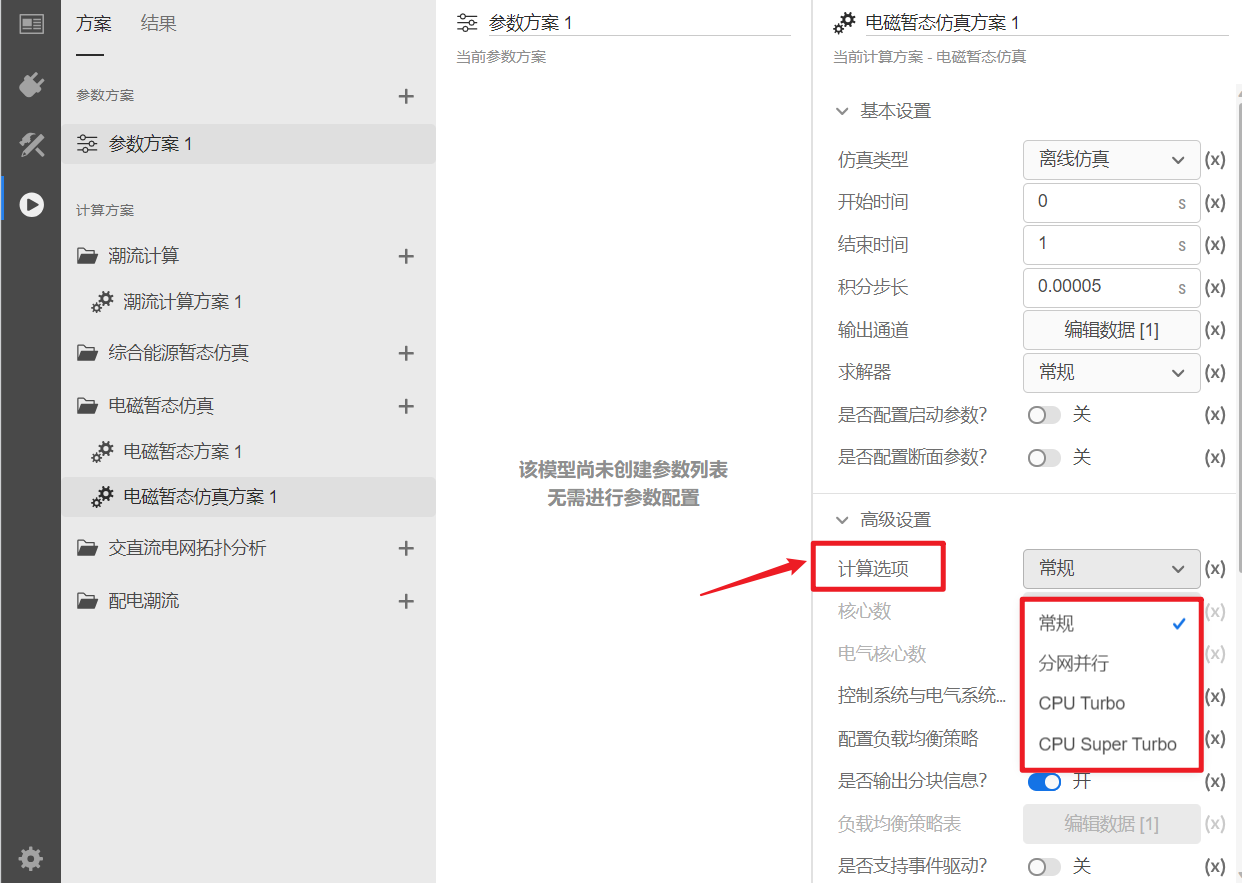 方案
结果
参数方案
参数方案 1
计算方案
潮流计算
潮流计算方案 1
综合能源暂态仿真
电磁暂态仿真
电磁暂态方案 1
电磁暂态仿真方案 1
交直流电网拓扑分析
配电潮流
参数方案 1
当前参数方案
该模型尚未创建参数列表
无需进行参数配置
电磁暂态仿真方案 1
当前计算方案 - 电磁暂态仿真
基本设置
仿真类型 离线仿真 (x)
开始时间 0 s (x)
结束时间 1 s (x)
积分步长 0.00005 s (x)
输出通道 编辑数据 [1] (x)
求解器 常规 (x)
是否配置启动参数? 关 (x)
是否配置断面参数? 关 (x)
高级设置
计算选项 常规 (x)
核心数 (x)
电气核心数 (x)
控制系统与电气系统... (x)
配置负载均衡策略 (x)
常规
分网并行
CPU Turbo
CPU Super Turbo
是否输出分块信息? 开 (x)
负载均衡策略表 编辑数据 [1] (x)
是否支持事件驱动? 关 (x)